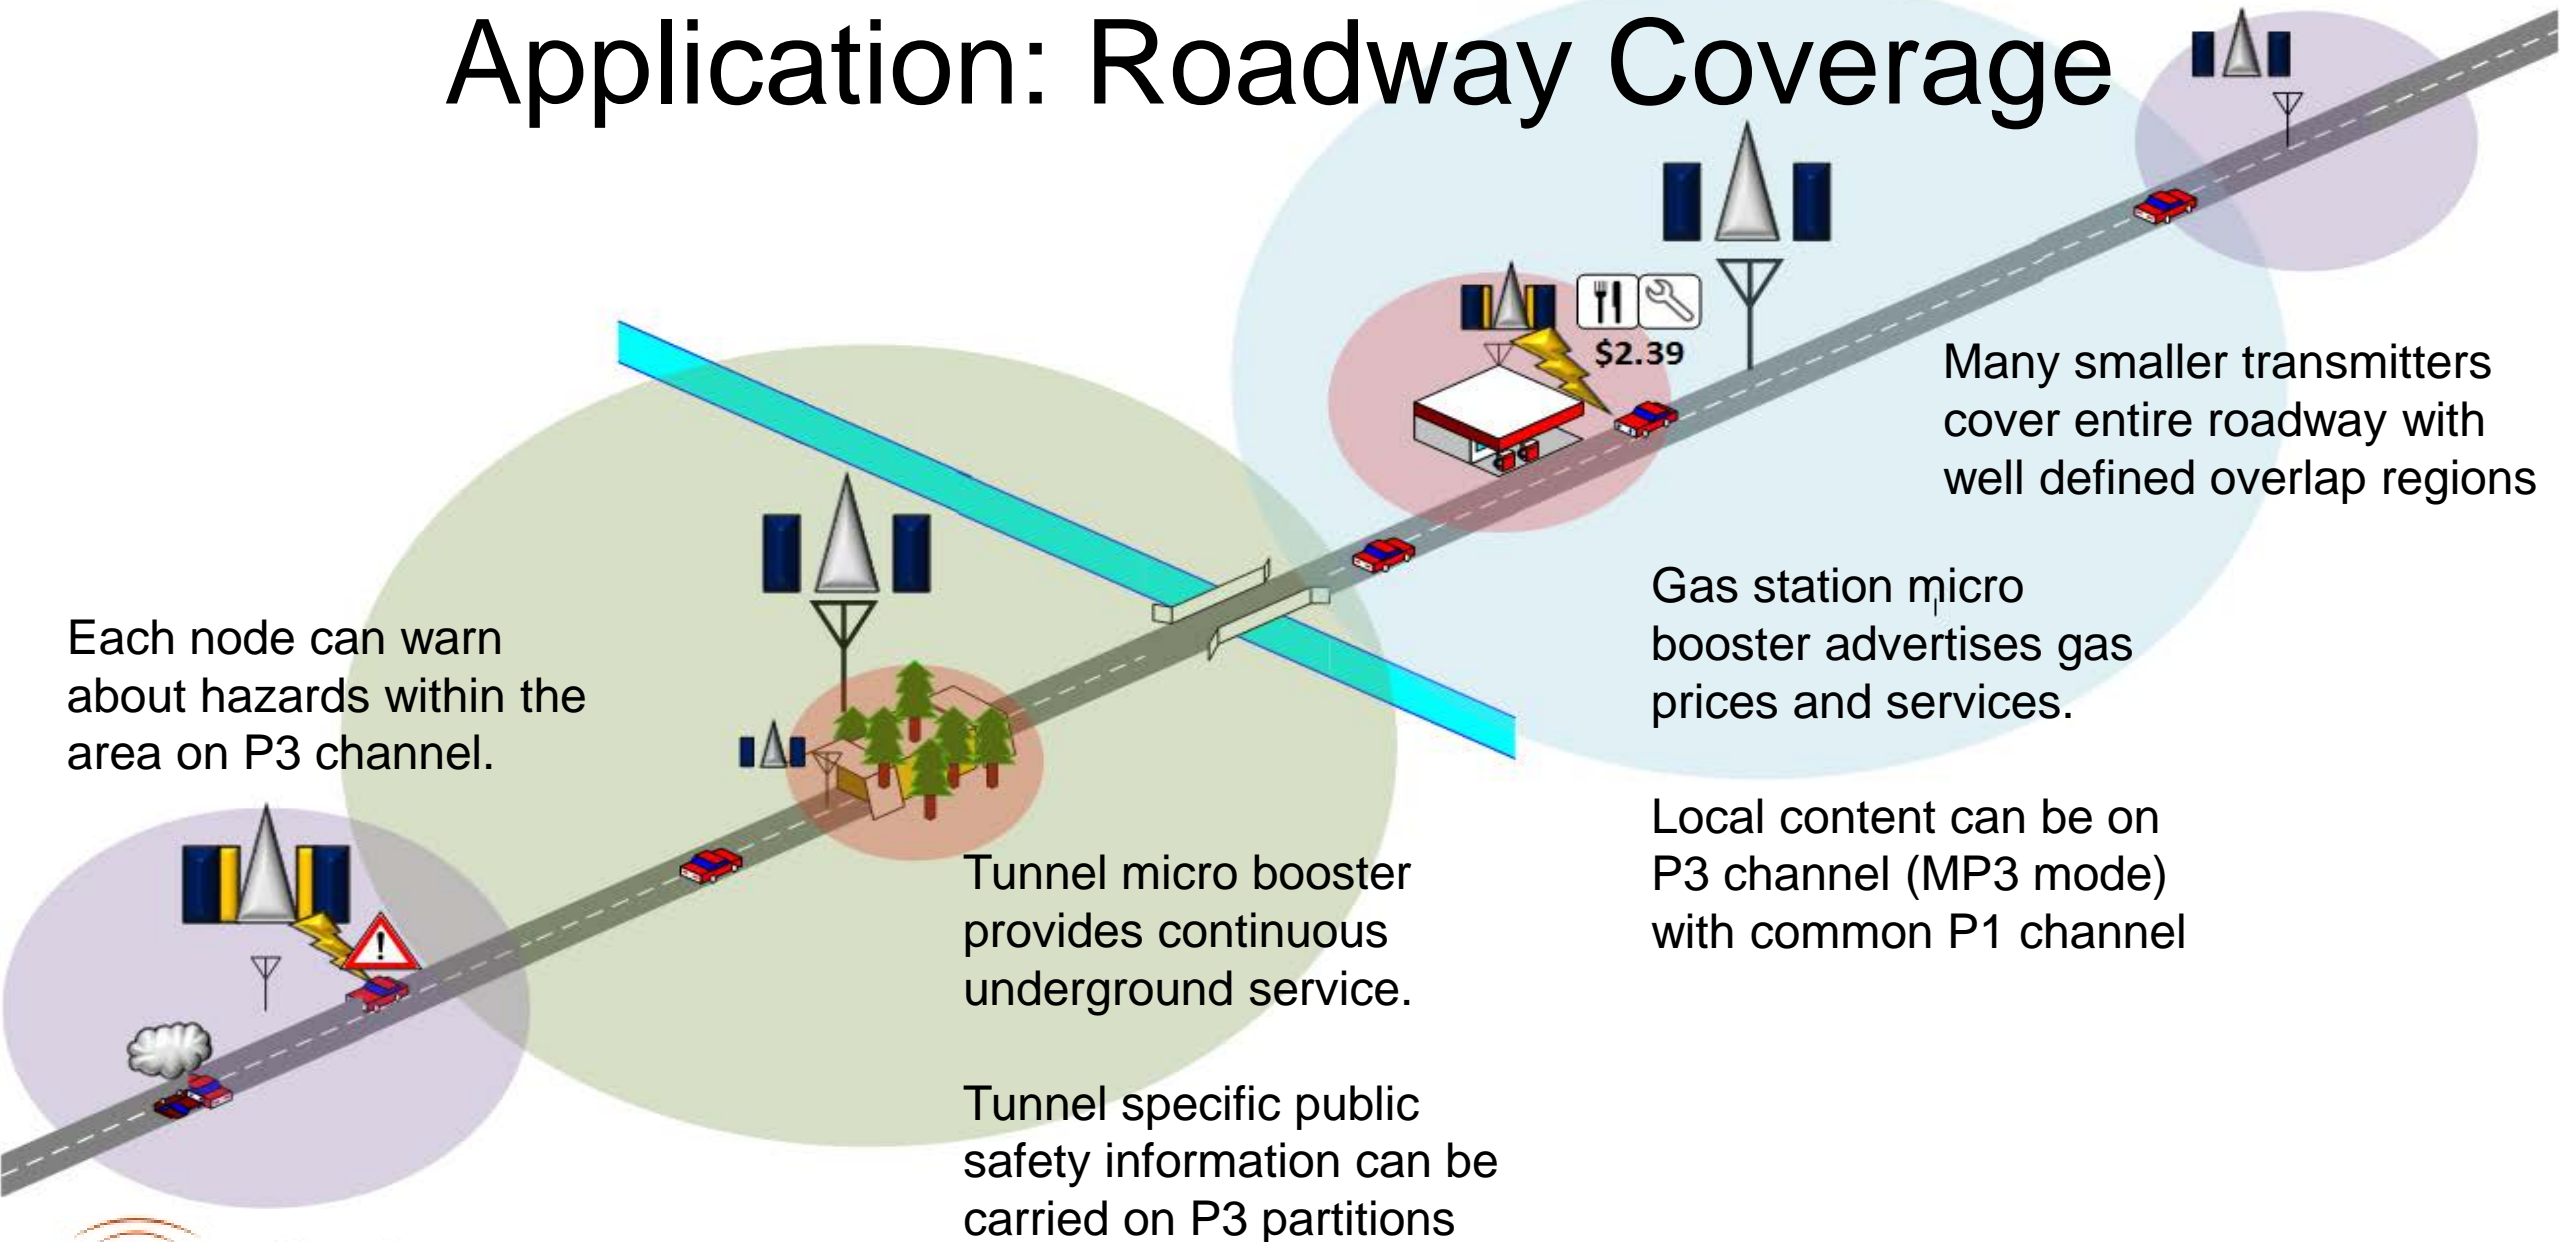 Application: Roadway Coverage
$2.39
Many smaller transmitters
cover entire roadway with
well defined overlap regions
Each node can warn
about hazards within the
area on P3 channel.
!
Gas station micro
booster advertises gas
prices and services.
Local content can be on
P3 channel (MP3 mode)
with common P1 channel
Tunnel micro booster
provides continuous
underground service.
Tunnel specific public
safety information can be
carried on P3 partitions